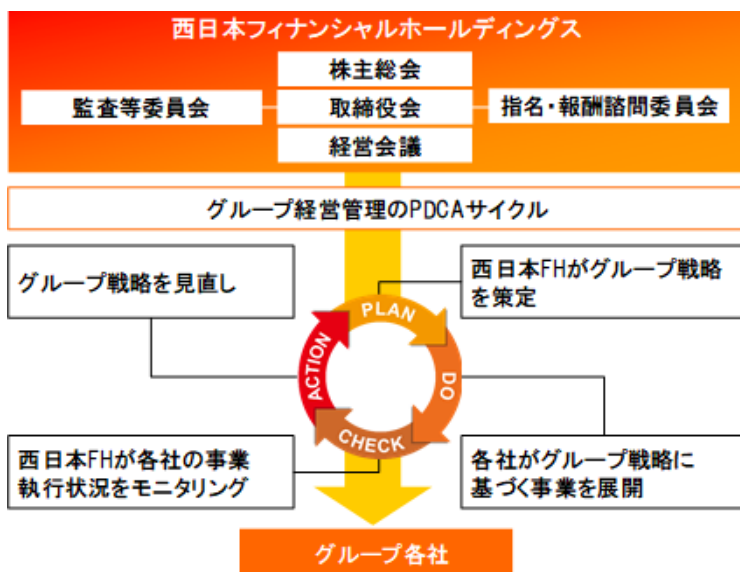 西日本フィナンシャルホールディングス
株主総会
監査等委員会
取締役会
指名・報酬諮問委員会
経営会議
グループ経営管理のPDCAサイクル
グループ戦略を見直し
西日本FHがグループ戦略
を策定
PLAN
DO
CHECK
ACTION
西日本FHが各社の事業
執行状況をモニタリング
各社がグループ戦略に
基づく事業を展開
グループ各社